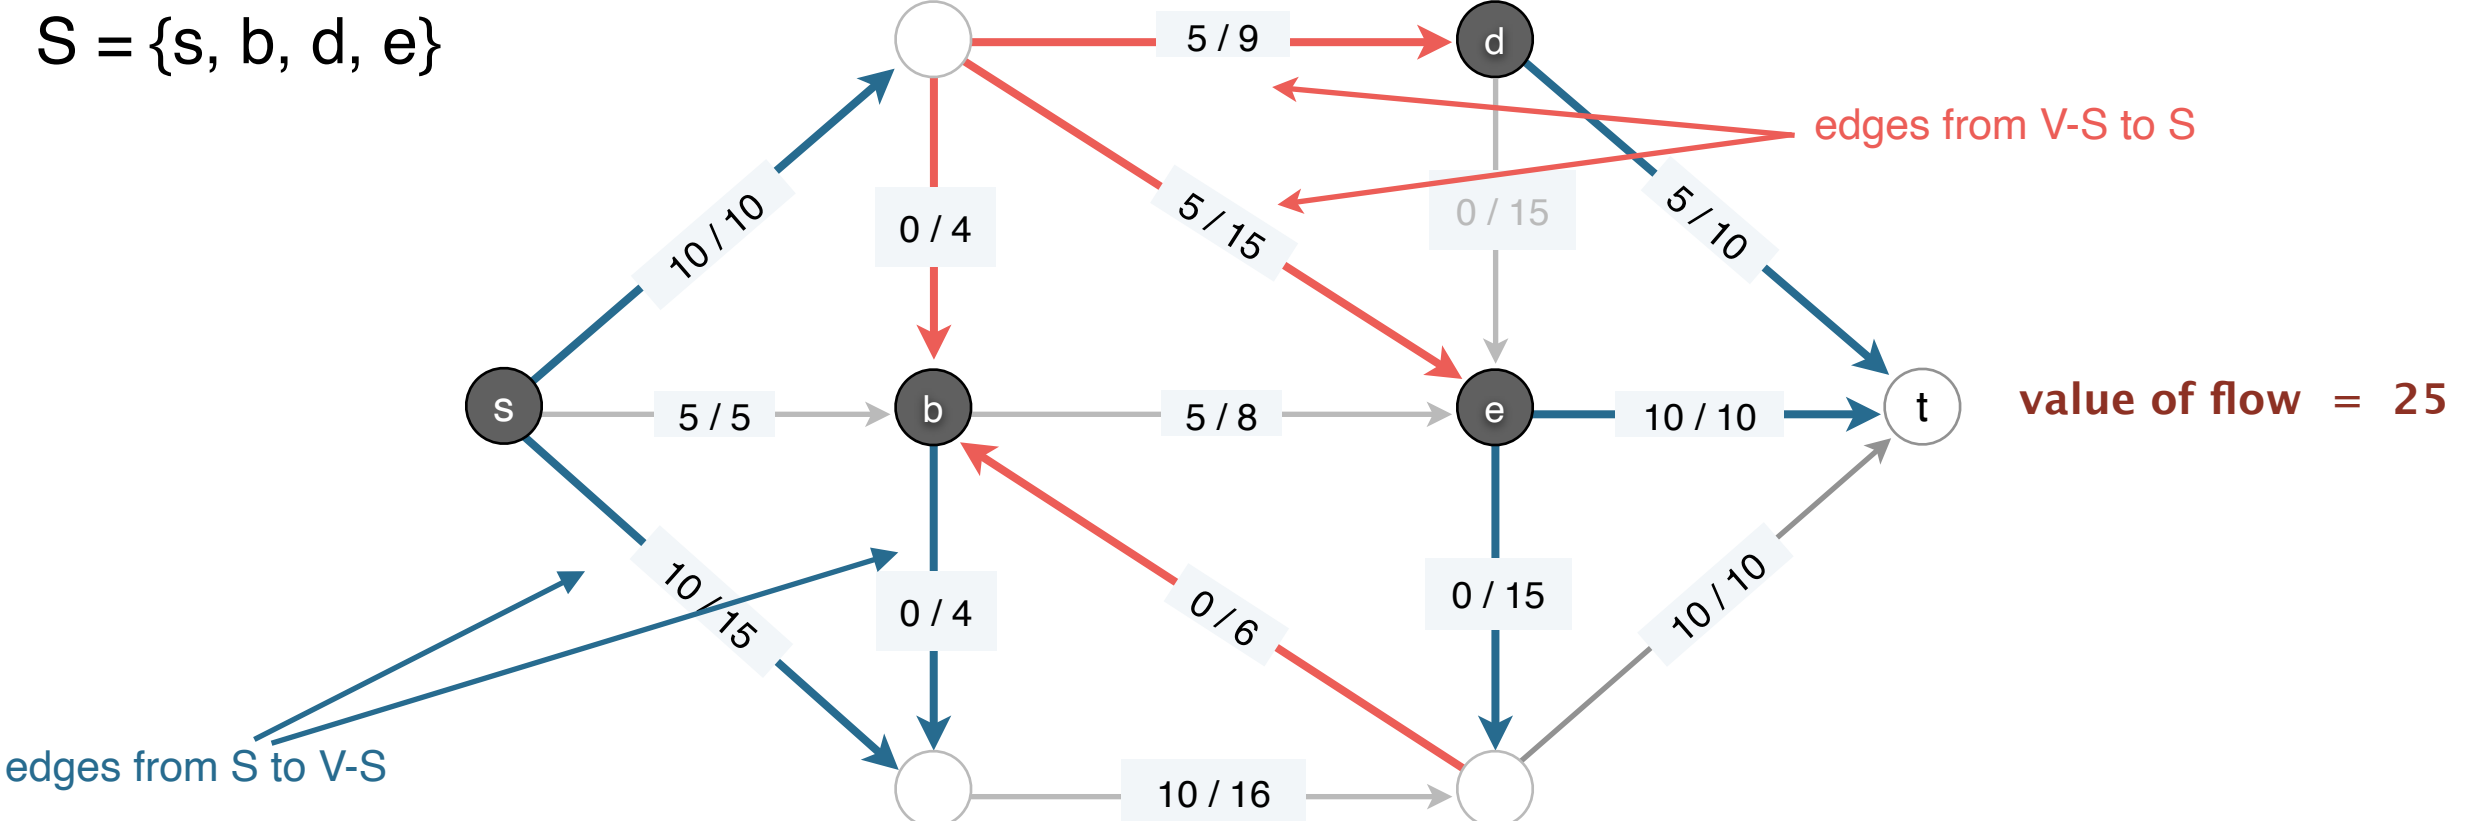 S = {s, b, d, e}
5 / 9
d
edges from V-S to S
10 / 10
0 / 4
5 / 15
0 / 15
5 / 10
s
5 / 5
b
5 / 8
e
10 / 10
t
value of flow = 25
10 / 15
0 / 4
0 / 6
0 / 15
10 / 10
edges from S to V-S
10 / 16